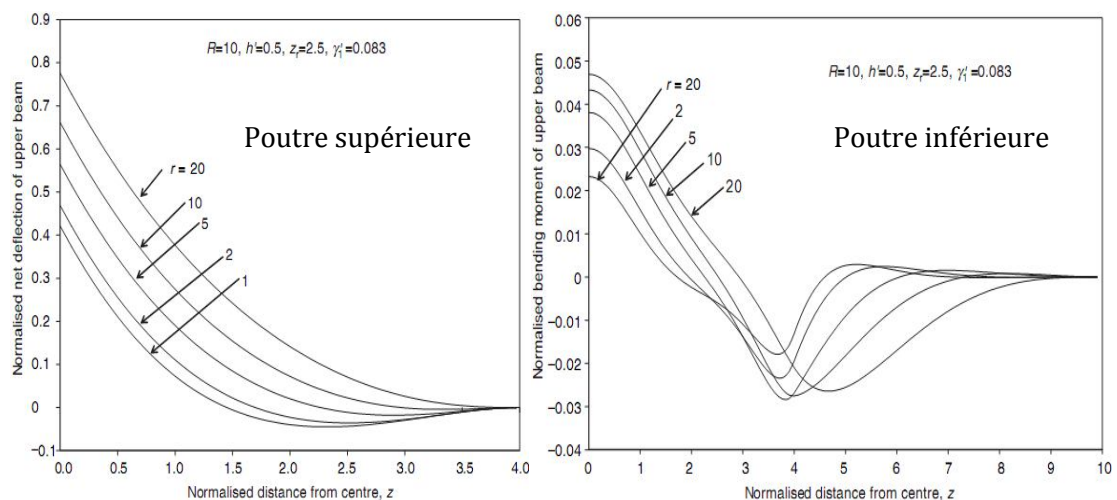 0.9
0.8
0.7
0.6
0.5
0.4
0.3
0.2
0.1
0
−0.1
Normalised net deflection of upper beam
R=10, h'=0.5, zr=2.5, γ'1=0.083
Poutre supérieure
r = 20
10
5
2
1
0.0 0.5 1.0 1.5 2.0 2.5 3.0 3.5 4.0
Normalised distance from centre, z
0.06
0.05
0.04
0.03
0.02
0.01
0
−0.01
−0.02
−0.03
−0.04
Normalised bending moment of upper beam
R=10, h'=0.5, zr=2.5, γ'1=0.083
Poutre inférieure
r = 20
2
5
10
20
0 1 2 3 4 5 6 7 8 9 10
Normalised distance from centre, z